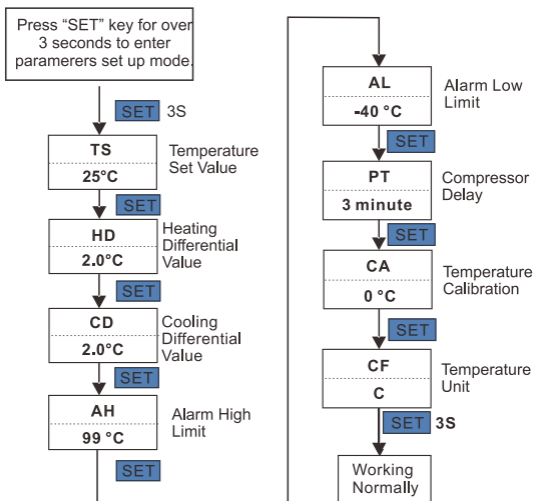 Press “SET” key for over
3 seconds to enter
paramerers set up mode.
SET 3S
TS
25°C
Temperature
Set Value
SET
HD
2.0°C
Heating
Differential
Value
SET
CD
2.0°C
Cooling
Differential
Value
SET
AH
99 °C
Alarm High
Limit
SET
AL
-40 °C
Alarm Low
Limit
SET
PT
3 minute
Compressor
Delay
SET
CA
0 °C
Temperature
Calibration
SET
CF
C
Temperature
Unit
SET 3S
Working
Normally